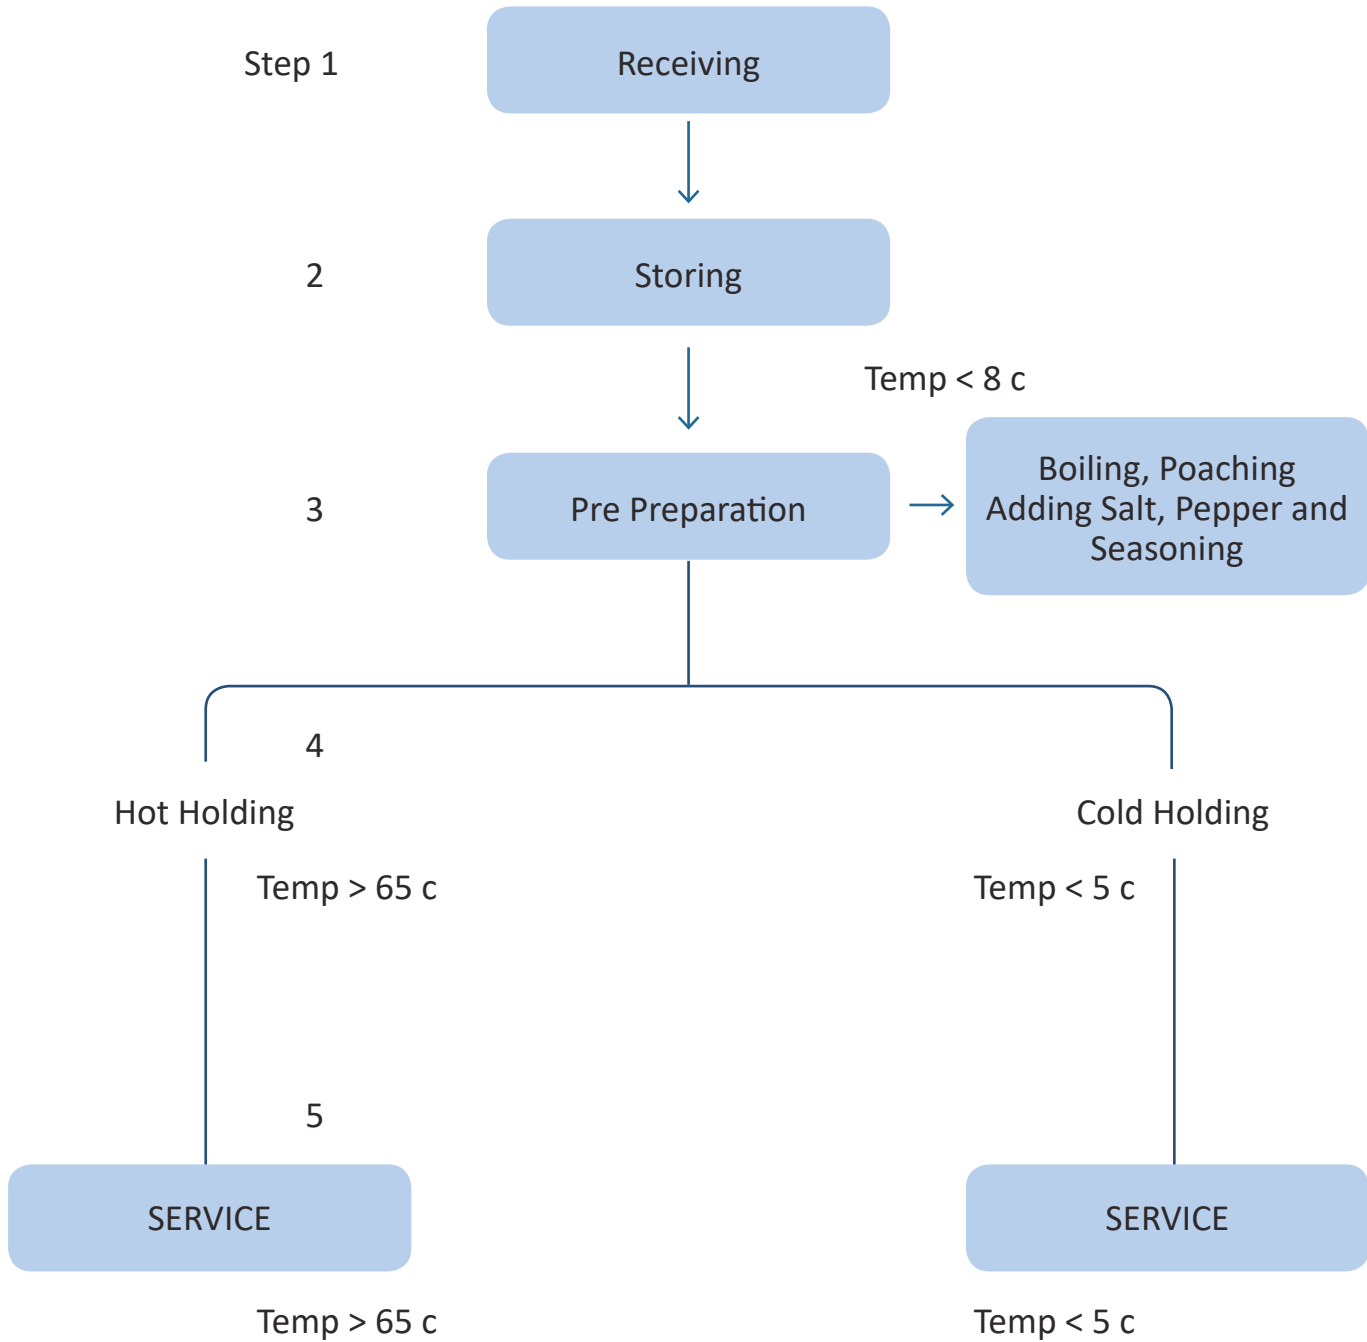 Step 1
Receiving
2
Storing
Temp < 8 c
3
Pre Preparation
Boiling, Poaching
Adding Salt, Pepper and
Seasoning
4
Hot Holding
Cold Holding
Temp > 65 c
Temp < 5 c
5
SERVICE
SERVICE
Temp > 65 c
Temp < 5 c